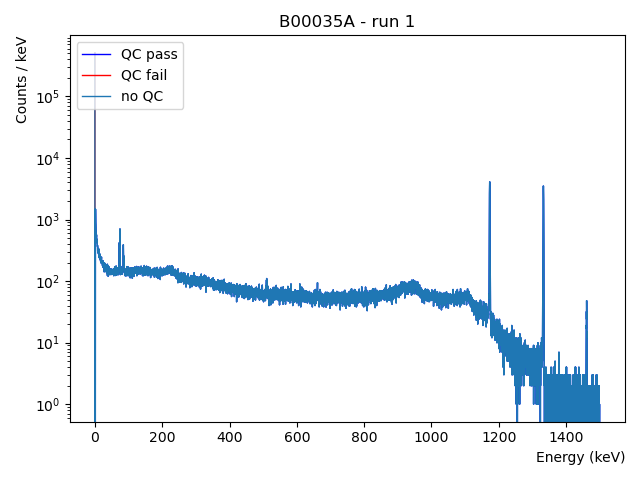 B00035A - run 1
Counts / keV
QC pass
QC fail
no QC
10^5
10^4
10^3
10^2
10^1
10^0
0 200 400 600 800 1000 1200 1400
Energy (keV)